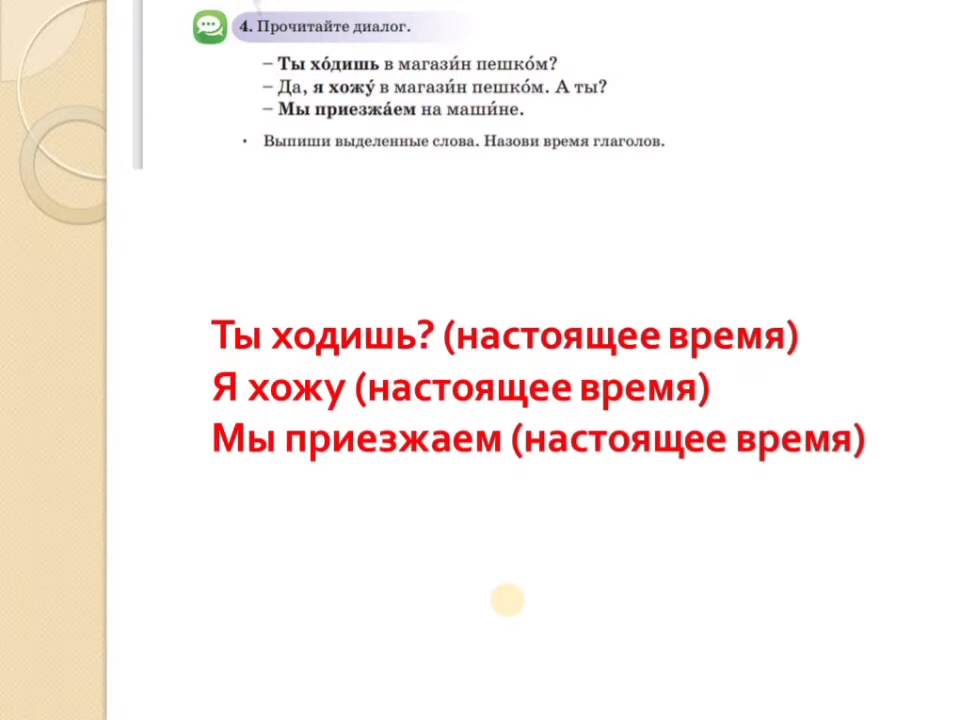 4. Прочитайте диалог.
– Ты хо́дишь в магази́н пешко́м?
– Да, я хожу́ в магази́н пешко́м. А ты?
– Мы приезжа́ем на маши́не.
• Выпиши выделенные слова. Назови время глаголов.
Ты ходишь? (настоящее время)
Я хожу (настоящее время)
Мы приезжаем (настоящее время)